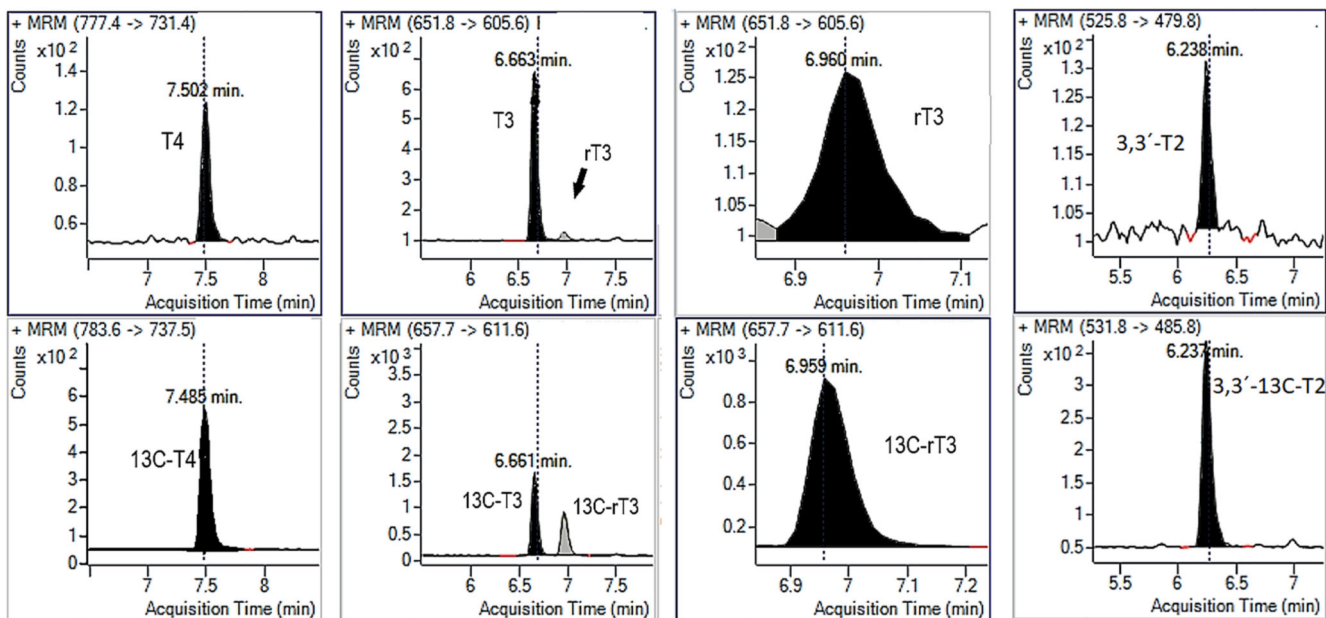 + MRM (777.4 -> 731.4)
x10 2
Counts
1.4
1.2
1
0.8
0.6
7.502 min.
T4
7 7.5 8
Acquisition Time (min)
+ MRM (651.8 -> 605.6)
x10 2
Counts
6
5
4
3
2
1
6.663 min.
T3
rT3
6 6.5 7 7.5
Acquisition Time (min)
+ MRM (651.8 -> 605.6)
x10 2
Counts
1.25
1.2
1.15
1.1
1.05
1
6.960 min.
rT3
6.9 7 7.1
Acquisition Time (min)
+ MRM (525.8 -> 479.8)
x10 2
Counts
1.3
1.25
1.2
1.15
1.1
1.05
1
6.238 min.
3,3´-T2
5.5 6 6.5 7
Acquisition Time (min)
+ MRM (783.6 -> 737.5)
x10 2
Counts
5
4
3
2
1
0
7.485 min.
13C-T4
7 7.5 8
Acquisition Time (min)
+ MRM (657.7 -> 611.6)
x10 3
Counts
3.5
3
2.5
2
1.5
1
0.5
0
6.661 min.
13C-T3
13C-rT3
6 6.5 7 7.5
Acquisition Time (min)
+ MRM (657.7 -> 611.6)
x10 3
Counts
0.8
0.6
0.4
0.2
6.959 min.
13C-rT3
6.9 7 7.1 7.2
Acquisition Time (min)
+ MRM (531.8 -> 485.8)
x10 2
Counts
3
2.5
2
1.5
1
0.5
6.237 min.
3,3´-13C-T2
5.5 6 6.5 7
Acquisition Time (min)